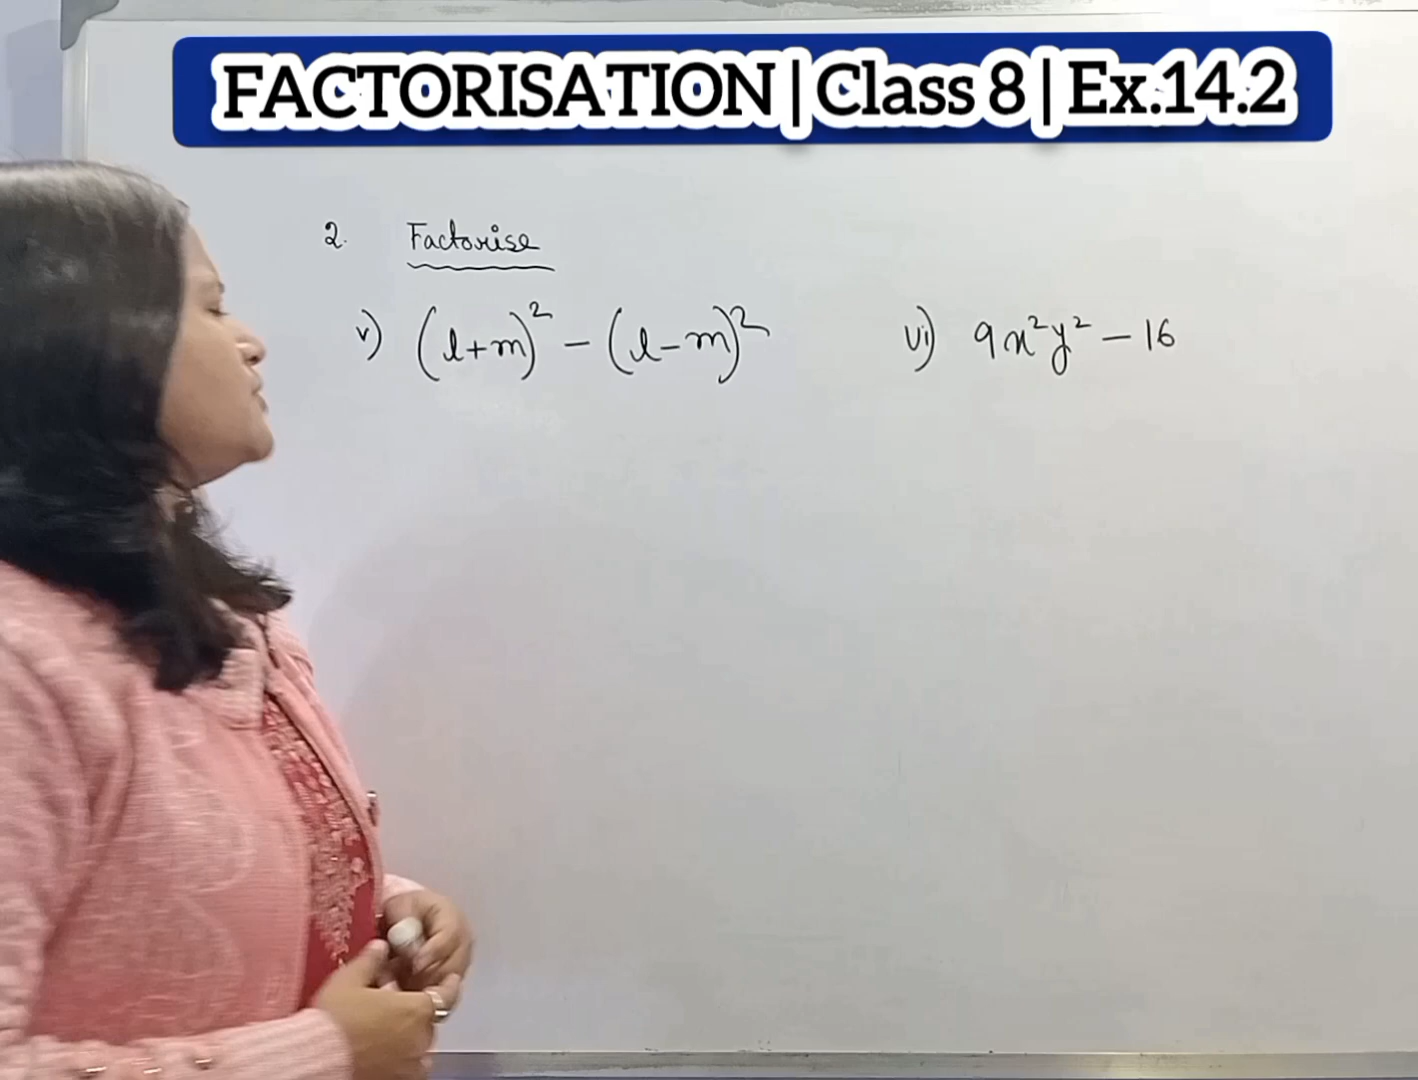 FACTORISATION | Class 8 | Ex.14.2
2. Factorise
v) (l+m)² - (l-m)² vi) 9x²y² - 16